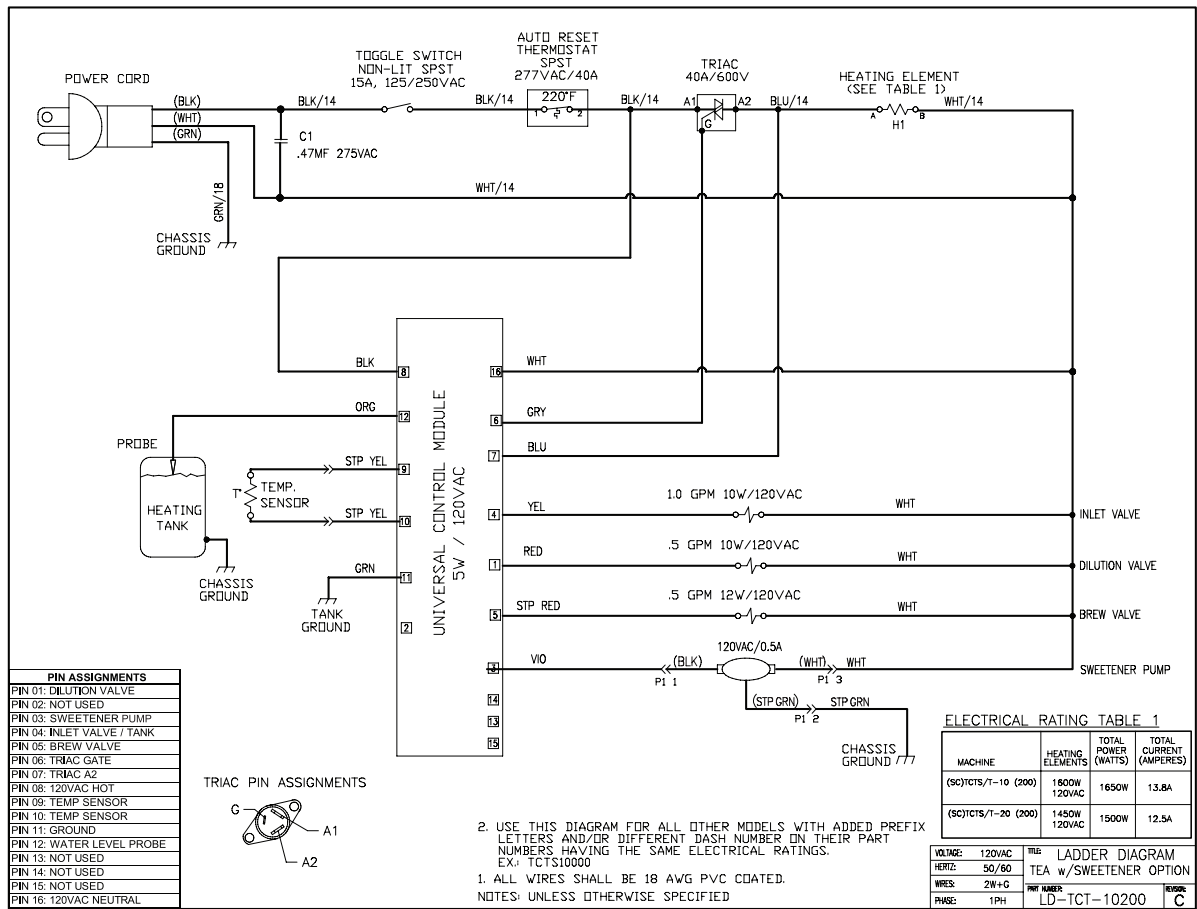 POWER CORD
(BLK)
(WHT)
(GRN)
GRN/18
CHASSIS
GROUND
BLK/14
C1
.47MF 275VAC
TOGGLE SWITCH
NON-LIT SPST
15A, 125/250VAC
BLK/14
AUTO RESET
THERMOSTAT
SPST
277VAC/40A
220°F
1 2
BLK/14
TRIAC
40A/600V
A1 A2
G
BLU/14
HEATING ELEMENT
(SEE TABLE 1)
A B
H1
WHT/14
WHT/14
UNIVERSAL CONTROL MODULE
5W / 120VAC
BLK
8
ORG
12
PROBE
HEATING
TANK
CHASSIS
GROUND
T°
TEMP.
SENSOR
STP YEL
9
STP YEL
10
GRN
11
TANK
GROUND
2
16
WHT
6
GRY
7
BLU
4
YEL
1.0 GPM 10W/120VAC
WHT
INLET VALVE
1
RED
.5 GPM 10W/120VAC
WHT
DILUTION VALVE
5
STP RED
.5 GPM 12W/120VAC
WHT
BREW VALVE
3
VIO
P1 1
(BLK)
120VAC/0.5A
(WHT)
P1 3
WHT
SWEETENER PUMP
(STP GRN)
P1 2
STP GRN
CHASSIS
GROUND
14
13
15
PIN ASSIGNMENTS
PIN 01: DILUTION VALVE
PIN 02: NOT USED
PIN 03: SWEETENER PUMP
PIN 04: INLET VALVE / TANK
PIN 05: BREW VALVE
PIN 06: TRIAC GATE
PIN 07: TRIAC A2
PIN 08: 120VAC HOT
PIN 09: TEMP SENSOR
PIN 10: TEMP SENSOR
PIN 11: GROUND
PIN 12: WATER LEVEL PROBE
PIN 13: NOT USED
PIN 14: NOT USED
PIN 15: NOT USED
PIN 16: 120VAC NEUTRAL
TRIAC PIN ASSIGNMENTS
G
A1
A2
2. USE THIS DIAGRAM FOR ALL OTHER MODELS WITH ADDED PREFIX
LETTERS AND/OR DIFFERENT DASH NUMBER ON THEIR PART
NUMBERS HAVING THE SAME ELECTRICAL RATINGS.
EX.: TCTS10000
1. ALL WIRES SHALL BE 18 AWG PVC COATED.
NOTES: UNLESS OTHERWISE SPECIFIED
ELECTRICAL RATING TABLE 1
MACHINE HEATING ELEMENTS TOTAL POWER (WATTS) TOTAL CURRENT (AMPERES)
(SC)TCTS/T-10 (200) 1600W 120VAC 1650W 13.8A
(SC)TCTS/T-20 (200) 1450W 120VAC 1500W 12.5A
VOLTAGE: 120VAC
HERTZ: 50/60
WIRES: 2W+G
PHASE: 1PH
TITLE: LADDER DIAGRAM
TEA w/SWEETENER OPTION
PART NUMBER: LD-TCT-10200
REVISION: C